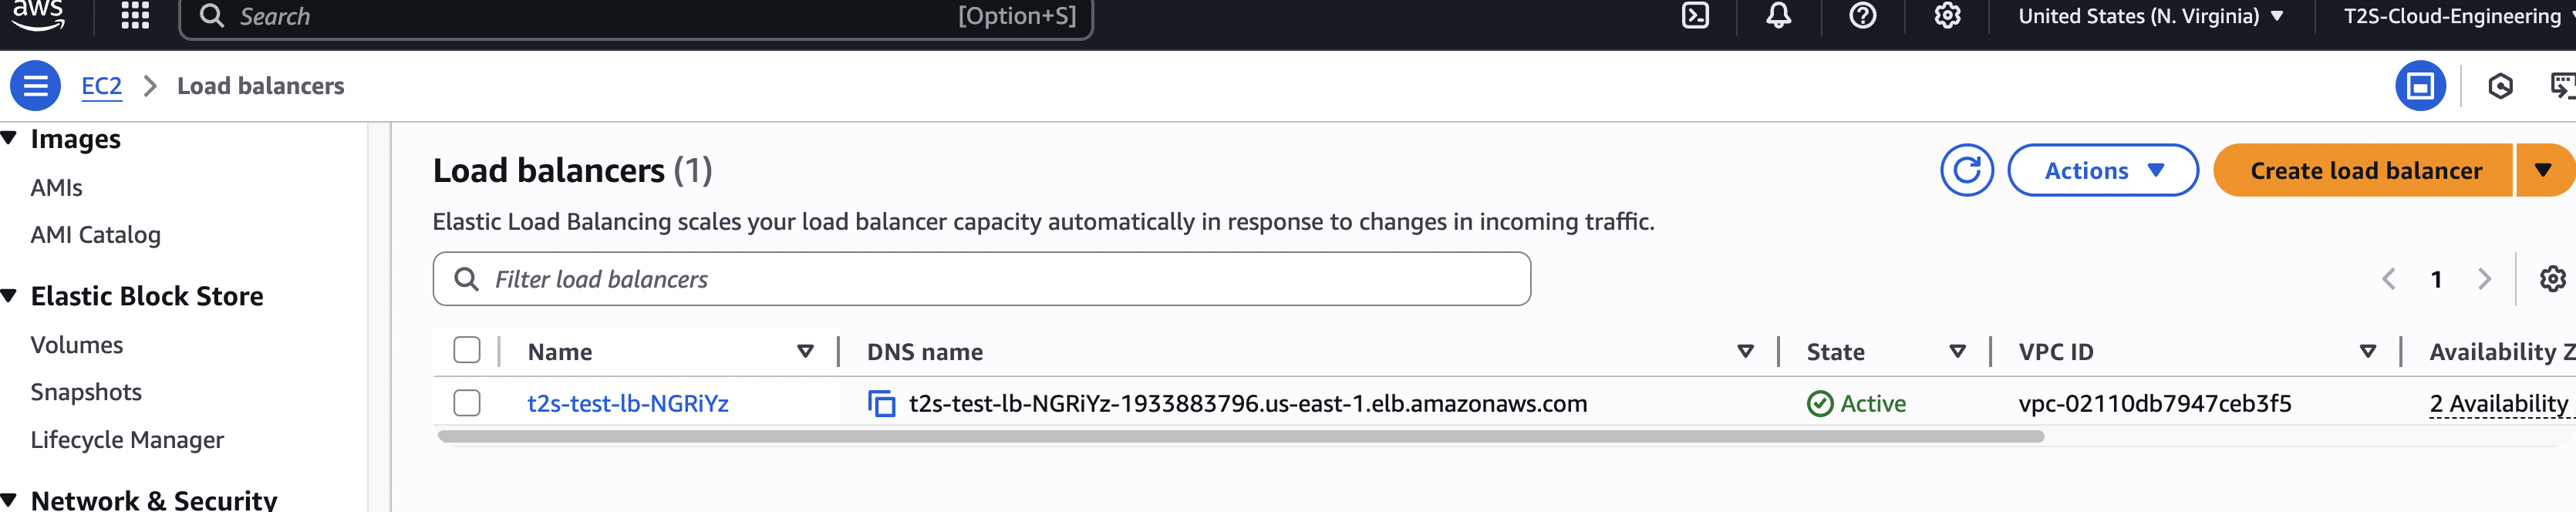 aws
Search
[Option+S]
United States (N. Virginia)
T2S-Cloud-Engineering
EC2
Load balancers
Images
AMIs
AMI Catalog
Elastic Block Store
Volumes
Snapshots
Lifecycle Manager
Network & Security
Load balancers (1)
Actions
Create load balancer
Elastic Load Balancing scales your load balancer capacity automatically in response to changes in incoming traffic.
Filter load balancers
1
Name DNS name State VPC ID Availability Z
t2s-test-lb-NGRiYz t2s-test-lb-NGRiYz-1933883796.us-east-1.elb.amazonaws.com Active vpc-02110db7947ceb3f5 2 Availability